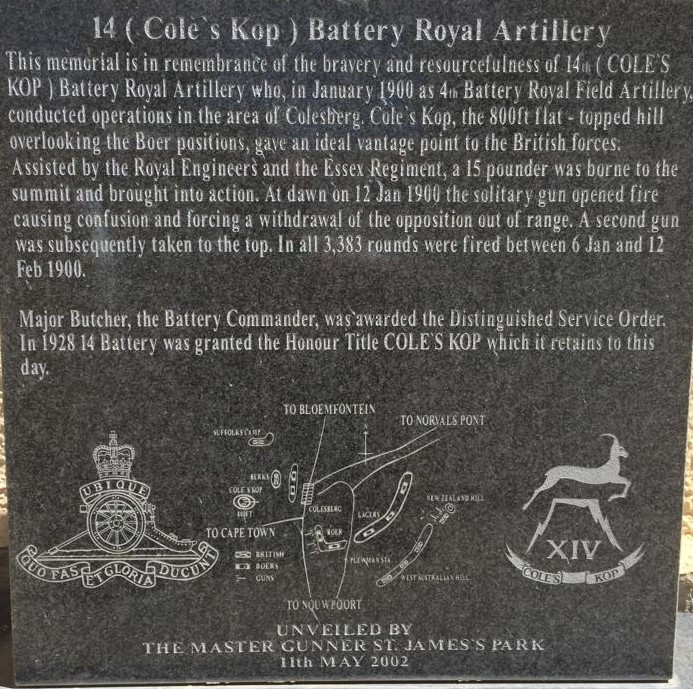 14 ( Cole`s Kop ) Battery Royal Artillery
This memorial is in remembrance of the bravery and resourcefulness of 14th ( COLE`S
KOP ) Battery Royal Artillery who, in January 1900 as 4th Battery Royal Field Artillery,
conducted operations in the area of Colesberg. Cole`s Kop, the 800ft flat - topped hill
overlooking the Boer positions, gave an ideal vantage point to the British forces.
Assisted by the Royal Engineers and the Essex Regiment, a 15 pounder was borne to the
summit and brought into action. At dawn on 12 Jan 1900 the solitary gun opened fire
causing confusion and forcing a withdrawal of the opposition out of range. A second gun
was subsequently taken to the top. In all 3,383 rounds were fired between 6 Jan and 12
Feb 1900.
Major Butcher, the Battery Commander, was awarded the Distinguished Service Order.
In 1928 14 Battery was granted the Honour Title COLE`S KOP which it retains to this
day.
TO BLOEMFONTEIN
TO NORVALS PONT
SUFFOLKS CAMP
N
BERKS
COLE`S KOP
COLESBERG
LAGERS
NEW ZEALAND HILL
TO CAPE TOWN
BRITISH
BOERS
GUNS
PLEWMAN STA.
WEST AUSTRALIAN HILL
TO NOUWPOORT
UBIQUE
QUO FAS ET GLORIA DUCUNT
XIV
COLE`S KOP
UNVEILED BY
THE MASTER GUNNER ST. JAMES`S PARK
11th MAY 2002